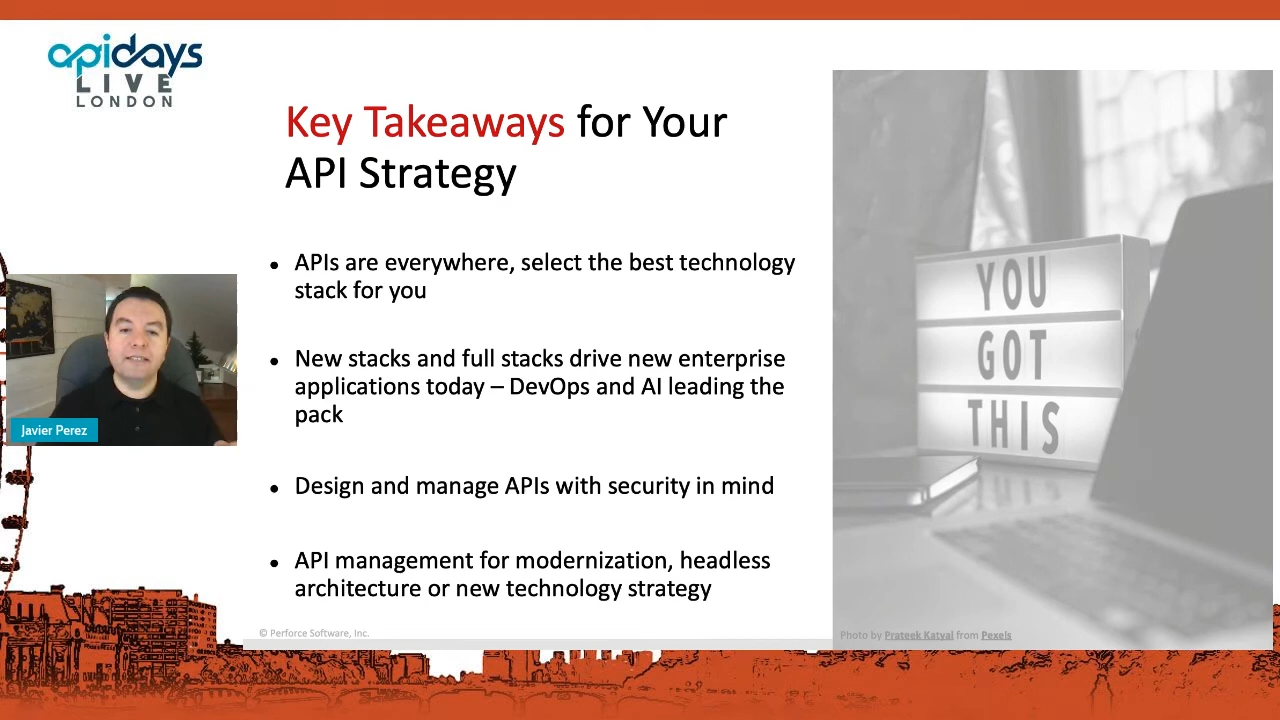 apidays
LIVE
LONDON
Key Takeaways for Your
API Strategy
● APIs are everywhere, select the best technology
stack for you
● New stacks and full stacks drive new enterprise
applications today – DevOps and AI leading the
pack
● Design and manage APIs with security in mind
● API management for modernization, headless
architecture or new technology strategy
© Perforce Software, Inc.
Javier Perez
YOU
GOT
THIS
Photo by Prateek Katyal from Pexels